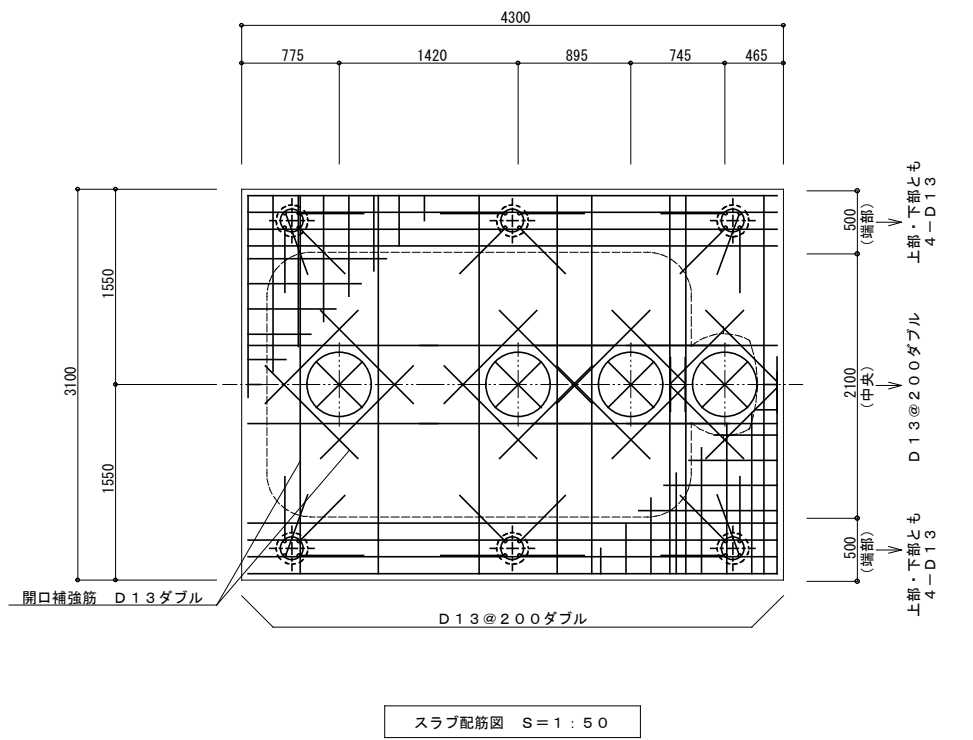 4300
775 1420 895 745 465
3100
1550
1550
500
(端部)
上部・下部とも
4－D13
2100
(中央)
D13@200ダブル
500
(端部)
上部・下部とも
4－D13
開口補強筋　D13ダブル
D13@200ダブル
スラブ配筋図　S＝1：50